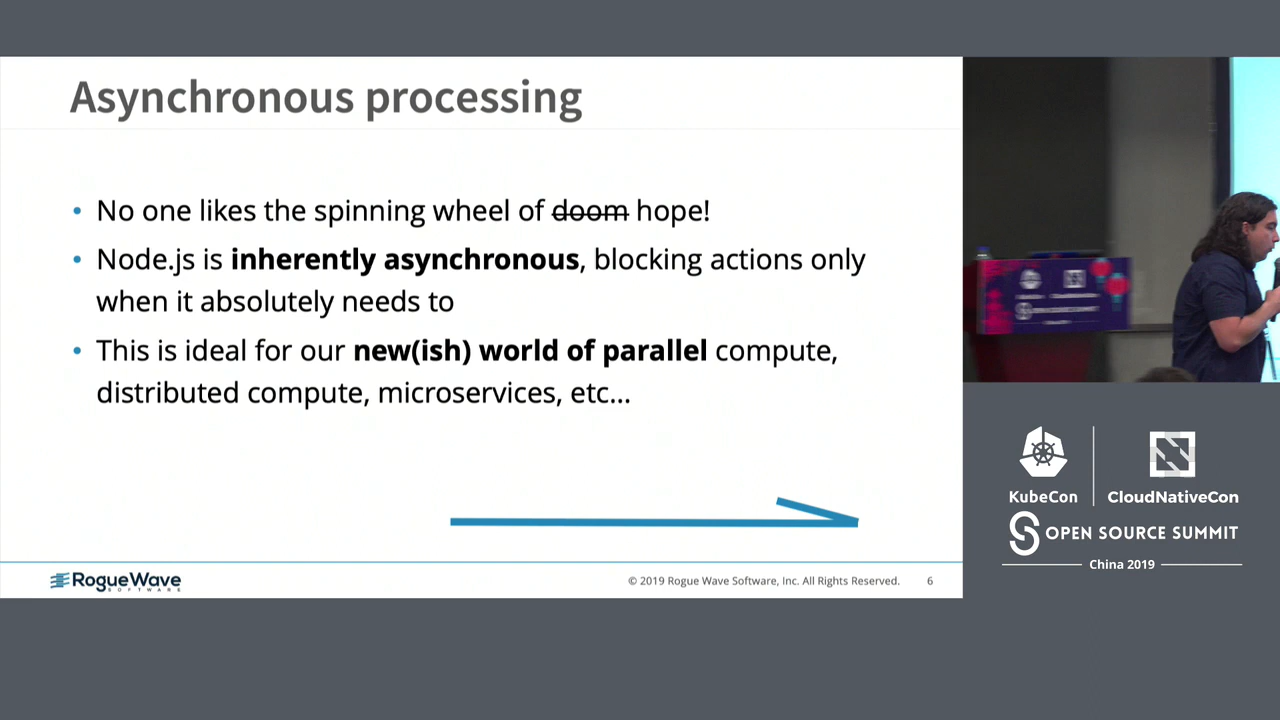 Asynchronous processing
• No one likes the spinning wheel of doom hope!
• Node.js is inherently asynchronous, blocking actions only
when it absolutely needs to
• This is ideal for our new(ish) world of parallel compute,
distributed compute, microservices, etc...
RogueWave
SOFTWARE
© 2019 Rogue Wave Software, Inc. All Rights Reserved. 6
KubeCon
CloudNativeCon
OPEN SOURCE SUMMIT
China 2019